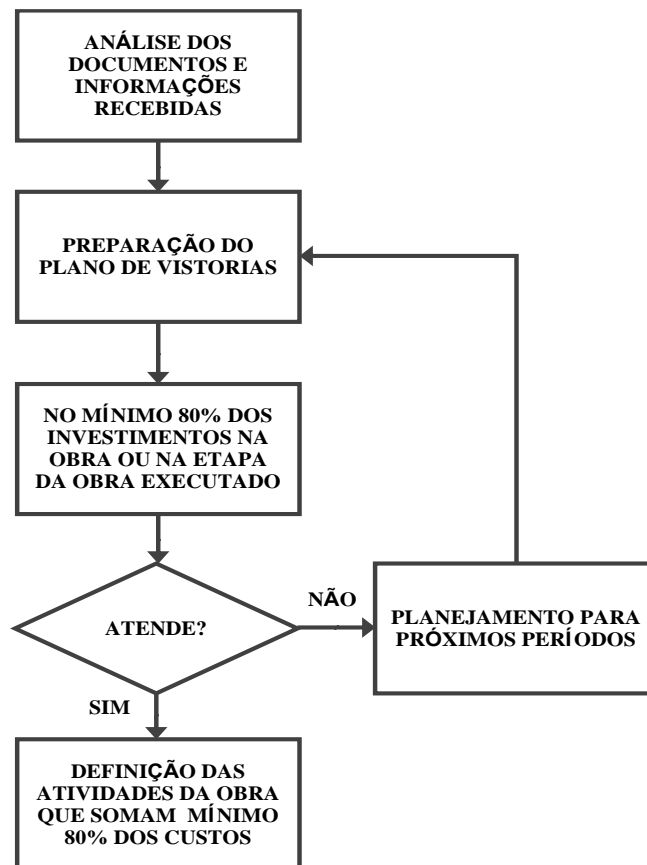 ANÁLISE DOS
DOCUMENTOS E
INFORMAÇÕES
RECEBIDAS
PREPARAÇÃO DO
PLANO DE VISTORIAS
NO MÍNIMO 80% DOS
INVESTIMENTOS NA
OBRA OU NA ETAPA
DA OBRA EXECUTADO
ATENDE?
NÃO
PLANEJAMENTO PARA
PRÓXIMOS PERÍODOS
SIM
DEFINIÇÃO DAS
ATIVIDADES DA OBRA
QUE SOMAM MÍNIMO
80% DOS CUSTOS